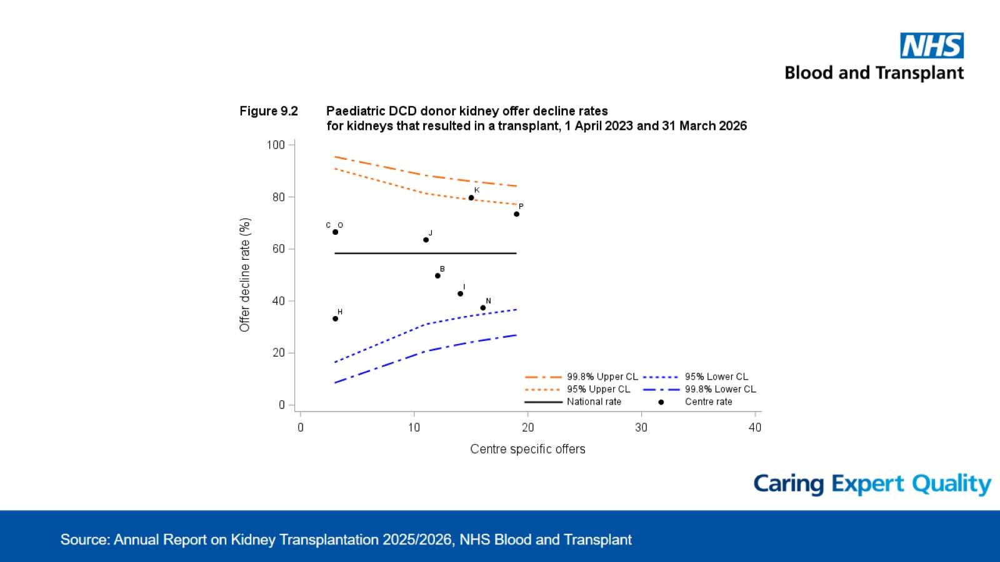 NHS
Blood and Transplant
Figure 9.2 Paediatric DCD donor kidney offer decline rates
for kidneys that resulted in a transplant, 1 April 2023 and 31 March 2026
100
80
60
40
20
0
Offer decline rate (%)
C O
H
J
B
I
N
K
P
99.8% Upper CL 95% Lower CL
95% Upper CL 99.8% Lower CL
National rate Centre rate
0 10 20 30 40
Centre specific offers
Caring Expert Quality
Source: Annual Report on Kidney Transplantation 2025/2026, NHS Blood and Transplant